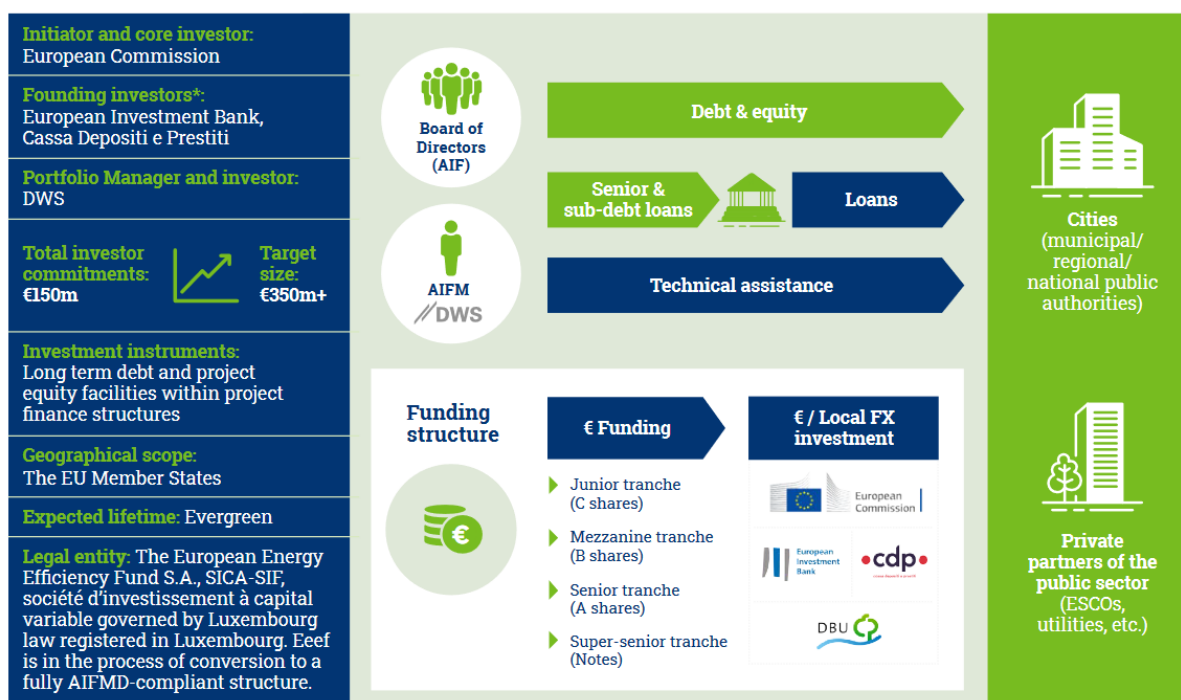 Initiator and core investor:
European Commission
Founding investors*:
European Investment Bank,
Cassa Depositi e Prestiti
Portfolio Manager and investor:
DWS
Total investor
commitments:
€150m
Target
size:
€350m+
Investment instruments:
Long term debt and project
equity facilities within project
finance structures
Geographical scope:
The EU Member States
Expected lifetime: Evergreen
Legal entity: The European Energy
Efficiency Fund S.A., SICA-SIF,
société d’investissement à capital
variable governed by Luxembourg
law registered in Luxembourg. Eeef
is in the process of conversion to a
fully AIFMD-compliant structure.
Board of
Directors
(AIF)
AIFM
DWS
Debt & equity
Senior &
sub-debt loans
Loans
Technical assistance
Funding
structure
€
€ Funding
Junior tranche
(C shares)
Mezzanine tranche
(B shares)
Senior tranche
(A shares)
Super-senior tranche
(Notes)
€ / Local FX
investment
European
Commission
European
Investment
Bank
cdp
DBU
Cities
(municipal/
regional/
national public
authorities)
Private
partners of the
public sector
(ESCOs,
utilities, etc.)